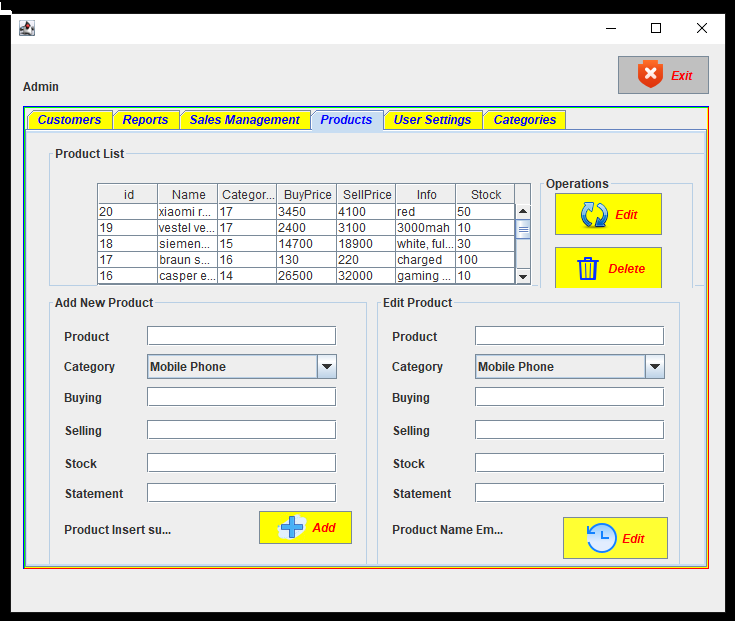 Exit
Admin
Customers Reports Sales Management Products User Settings Categories
Product List
Operations
id Name Categor... BuyPrice SellPrice Info Stock
20 xiaomi r... 17 3450 4100 red 50
19 vestel ve... 17 2400 3100 3000mah 10
18 siemen... 15 14700 18900 white, ful... 30
17 braun s... 16 130 220 charged 100
16 casper e... 14 26500 32000 gaming ... 10
Edit
Delete
Add New Product
Product
Category Mobile Phone
Buying
Selling
Stock
Statement
Product Insert su...
Add
Edit Product
Product
Category Mobile Phone
Buying
Selling
Stock
Statement
Product Name Em...
Edit